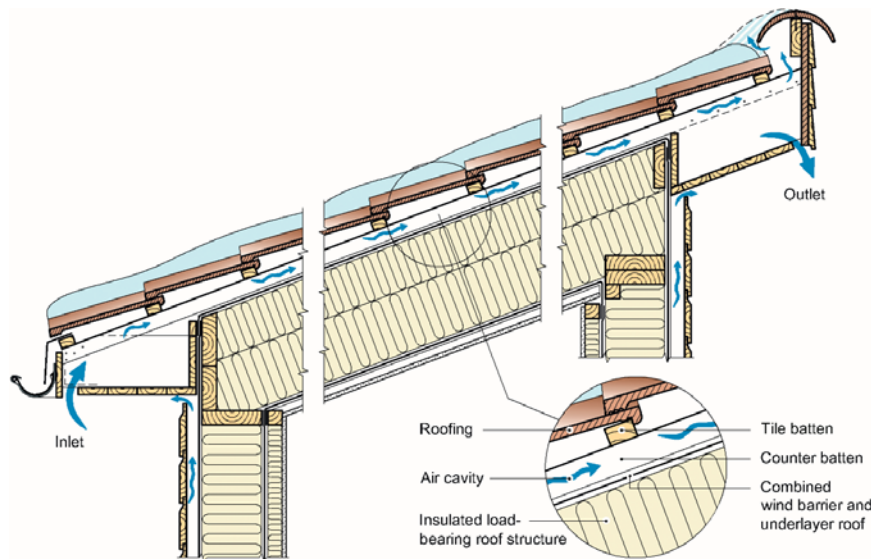 Outlet
Inlet
Roofing
Air cavity
Insulated load-
bearing roof structure
Tile batten
Counter batten
Combined
wind barrier and
underlayer roof